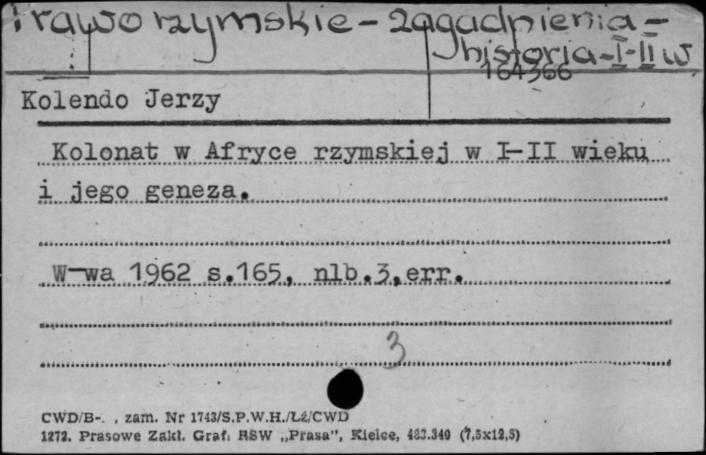 Prawo rzymskie - zagadnienia -
historia - I-II w
164366
Kolendo Jerzy
Kolonat w Afryce rzymskiej w I-II wieku
i jego geneza.
W-wa 1962 s.165, nlb.3,err.
3
CWD/B-. , zam. Nr 1743/S.P.W.H./Łź/CWD
1272. Prasowe Zakł. Graf. RSW „Prasa", Kielce, 423.340 (7,5x12,5)